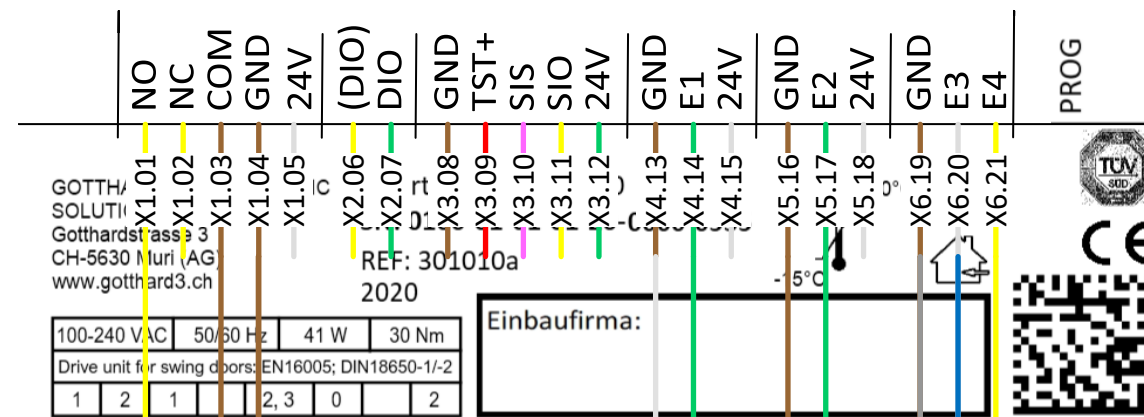 NO NC COM GND 24V (DIO) DIO GND TST+ SIS SIO 24V GND E1 24V GND E2 24V GND E3 E4 PROG
X1.01 X1.02 X1.03 X1.04 X1.05 X2.06 X2.07 X3.08 X3.09 X3.10 X3.11 X3.12 X4.13 X4.14 X4.15 X5.16 X5.17 X5.18 X6.19 X6.20 X6.21
TÜV
SÜD
CE
GOTTHA IC
SOLUTI
Gotthardstrasse 3
CH-5630 Muri (AG)
www.gotthard3.ch
REF: 301010a
2020
-15°C
100-240 VAC 50/60 Hz 41 W 30 Nm
Drive unit for swing doors: EN16005; DIN18650-1/-2
1 2 1 2, 3 0 2
Einbaufirma: